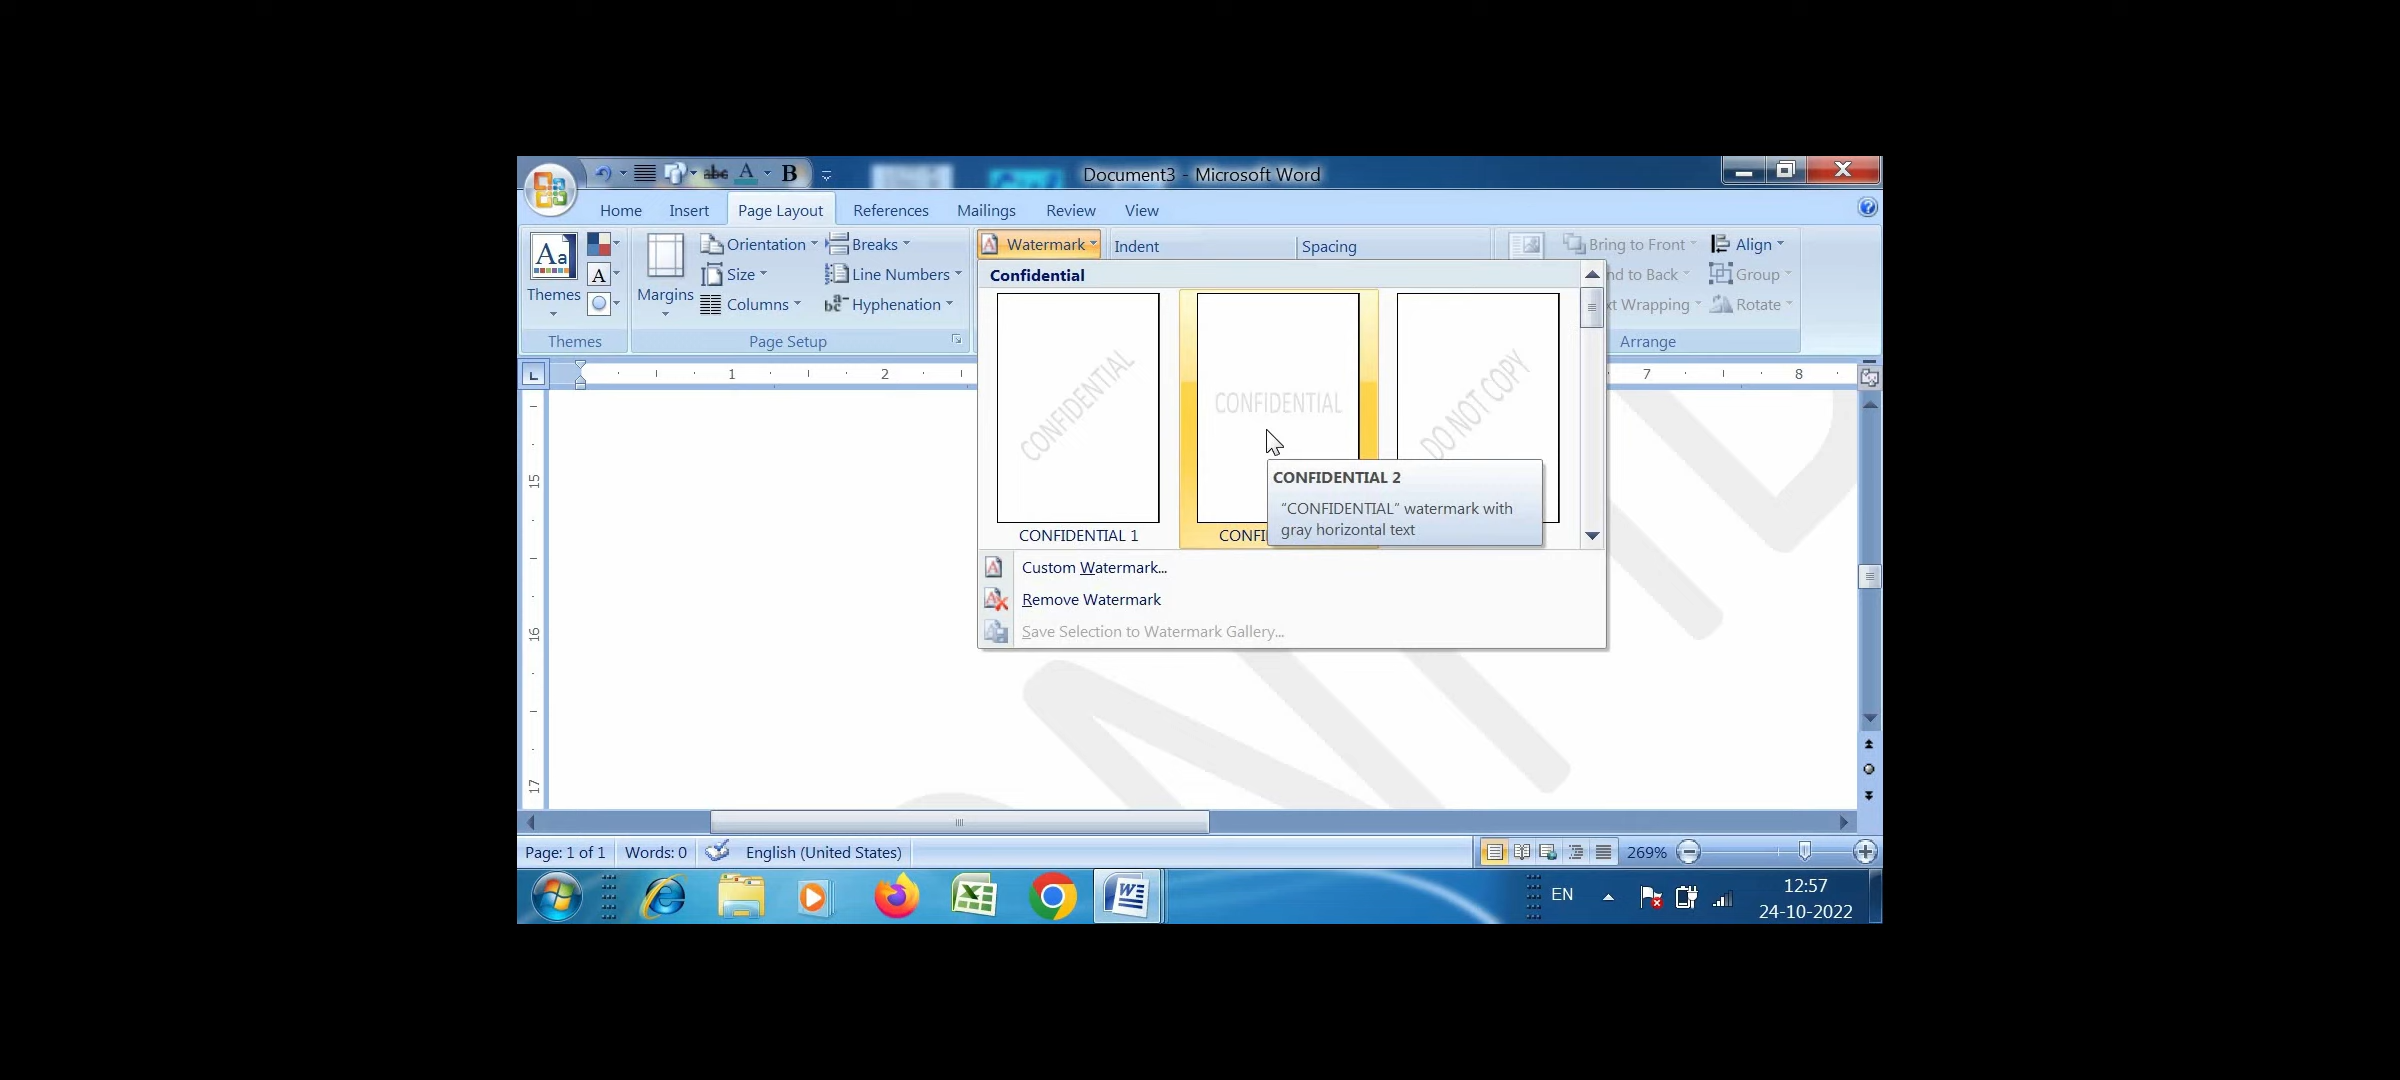 abc A B
Document3 - Microsoft Word
Home Insert Page Layout References Mailings Review View
Aa
A
Themes
Margins
Orientation
Size
Columns
Breaks
Line Numbers
Hyphenation
Watermark
Indent
Spacing
Bring to Front
nd to Back
xt Wrapping
Align
Group
Rotate
Themes
Page Setup
Arrange
Confidential
CONFIDENTIAL
CONFIDENTIAL
DO NOT COPY
CONFIDENTIAL 1
CONFI
CONFIDENTIAL 2
“CONFIDENTIAL” watermark with
gray horizontal text
Custom Watermark...
Remove Watermark
Save Selection to Watermark Gallery...
1 2 7 8
15
16
17
Page: 1 of 1 Words: 0 English (United States) 269%
EN
12:57
24-10-2022